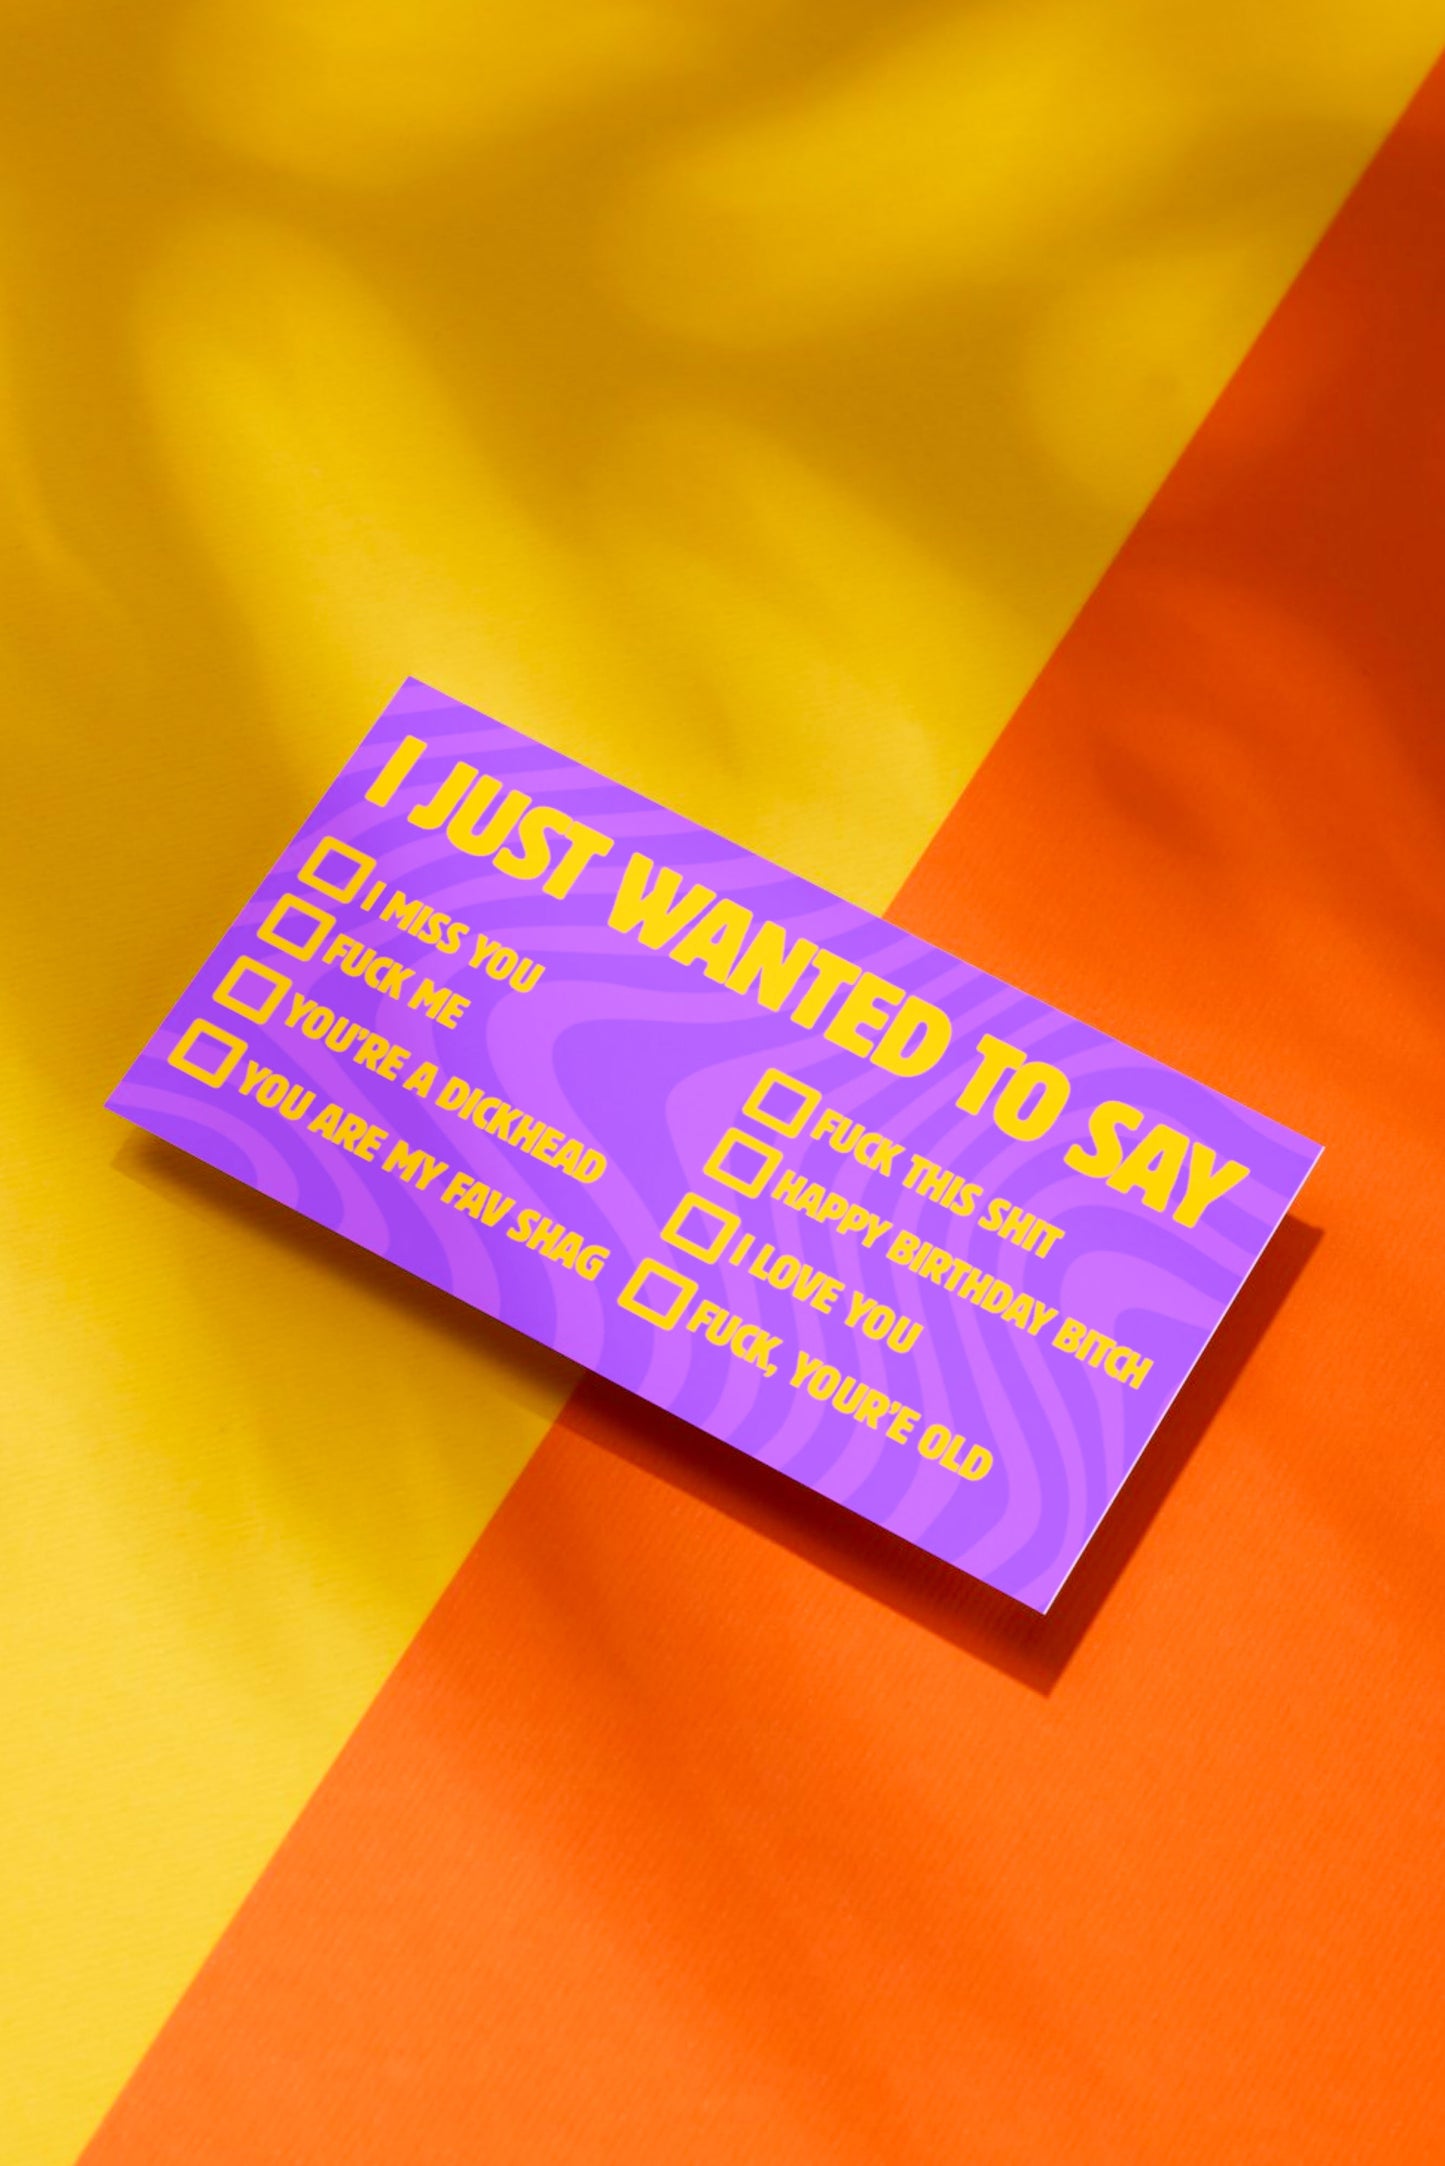 I JUST WANTED TO SAY
I MISS YOU
FUCK ME
YOU'RE A DICKHEAD
YOU ARE MY FAV SHAG
FUCK THIS SHIT
HAPPY BIRTHDAY BITCH
I LOVE YOU
FUCK, YOUR'E OLD